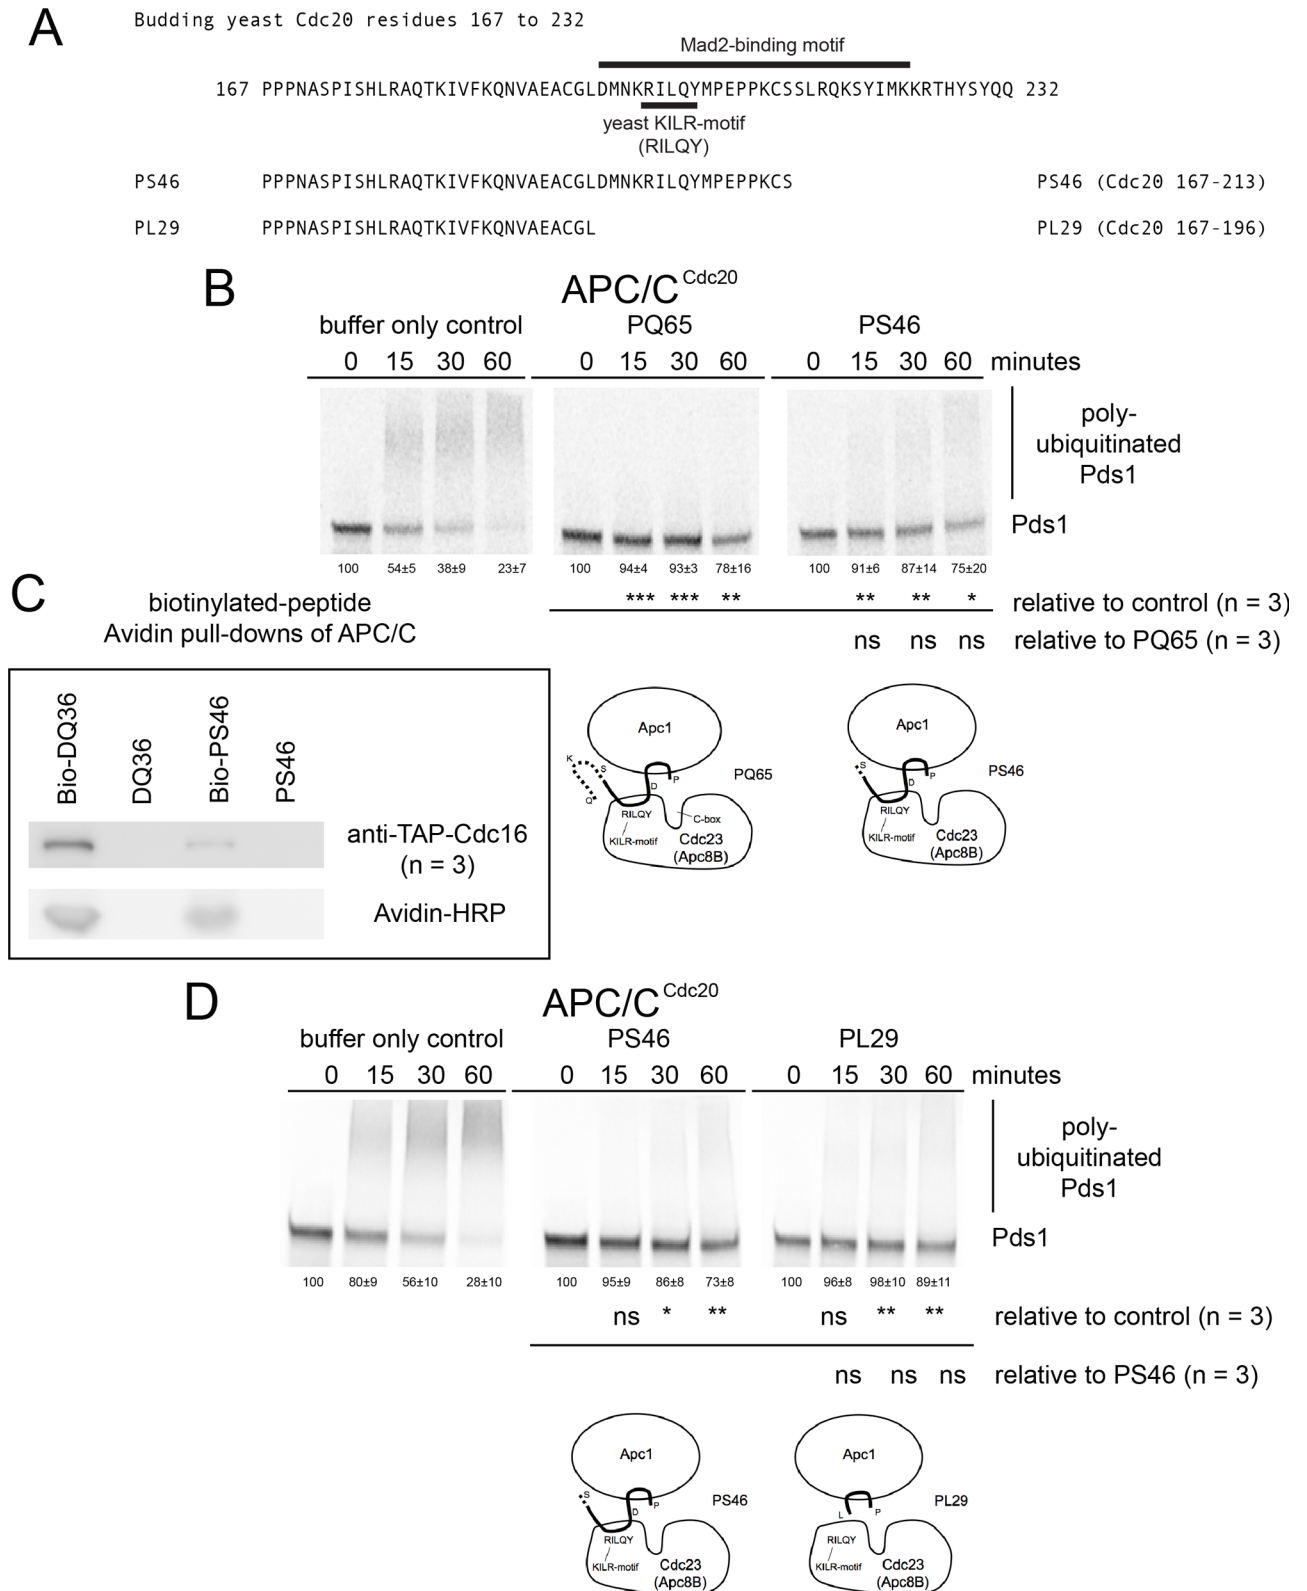 A
Budding yeast Cdc20 residues 167 to 232
Mad2-binding motif
167 PPPNASPISHLRAQTKIVFKQNVAEACGLDMNKRILQYMPEPPKCSSLRQKSYIMKKRTHYSYQQ 232
yeast KILR-motif
(RILQY)
PS46 PPPNASPISHLRAQTKIVFKQNVAEACGLDMNKRILQYMPEPPKCS PS46 (Cdc20 167-213)
PL29 PPPNASPISHLRAQTKIVFKQNVAEACGL PL29 (Cdc20 167-196)
B
APC/C Cdc20
buffer only control PQ65 PS46
0 15 30 60 0 15 30 60 0 15 30 60 minutes
poly-
ubiquitinated
Pds1
Pds1
100 54±5 38±9 23±7 100 94±4 93±3 78±16 100 91±6 87±14 75±20
*** *** ** ** ** * relative to control (n = 3)
ns ns ns relative to PQ65 (n = 3)
C
biotinylated-peptide
Avidin pull-downs of APC/C
Bio-DQ36
DQ36
Bio-PS46
PS46
anti-TAP-Cdc16
(n = 3)
Avidin-HRP
Apc1
K
S
D
P
Q
PQ65
RILQY
C-box
KILR-motif
Cdc23
(Apc8B)
Apc1
S
D
P
PS46
RILQY
KILR-motif
Cdc23
(Apc8B)
D
APC/C Cdc20
buffer only control PS46 PL29
0 15 30 60 0 15 30 60 0 15 30 60 minutes
poly-
ubiquitinated
Pds1
Pds1
100 80±9 56±10 28±10 100 95±9 86±8 73±8 100 96±8 98±10 89±11
ns * ** ns ** ** relative to control (n = 3)
ns ns ns relative to PS46 (n = 3)
Apc1
S
D
P
PS46
RILQY
KILR-motif
Cdc23
(Apc8B)
Apc1
L
P
PL29
RILQY
KILR-motif
Cdc23
(Apc8B)